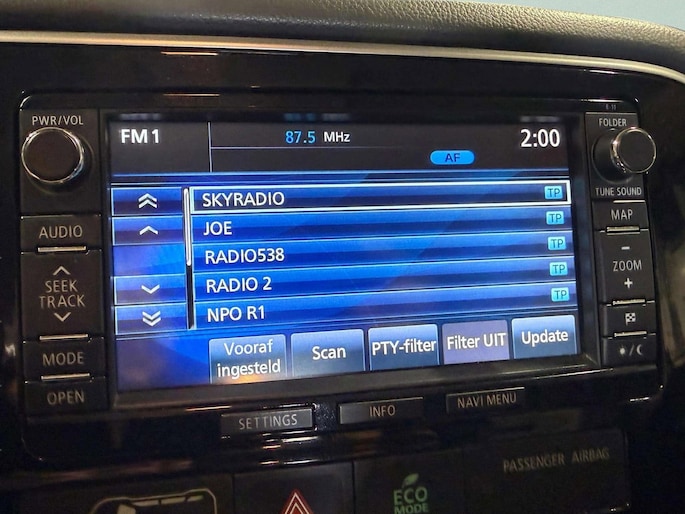 PWR/VOL
AUDIO
SEEK
TRACK
MODE
OPEN
FM1
87.5 MHz
2:00
AF
SKYRADIO TP
JOE TP
RADIO538 TP
RADIO 2 TP
NPO R1 TP
Vooraf
ingesteld
Scan
PTY-filter
Filter UIT
Update
FOLDER
TUNE SOUND
MAP
ZOOM
SETTINGS
INFO
NAVI MENU
ECO
MODE
PASSENGER AIRBAG